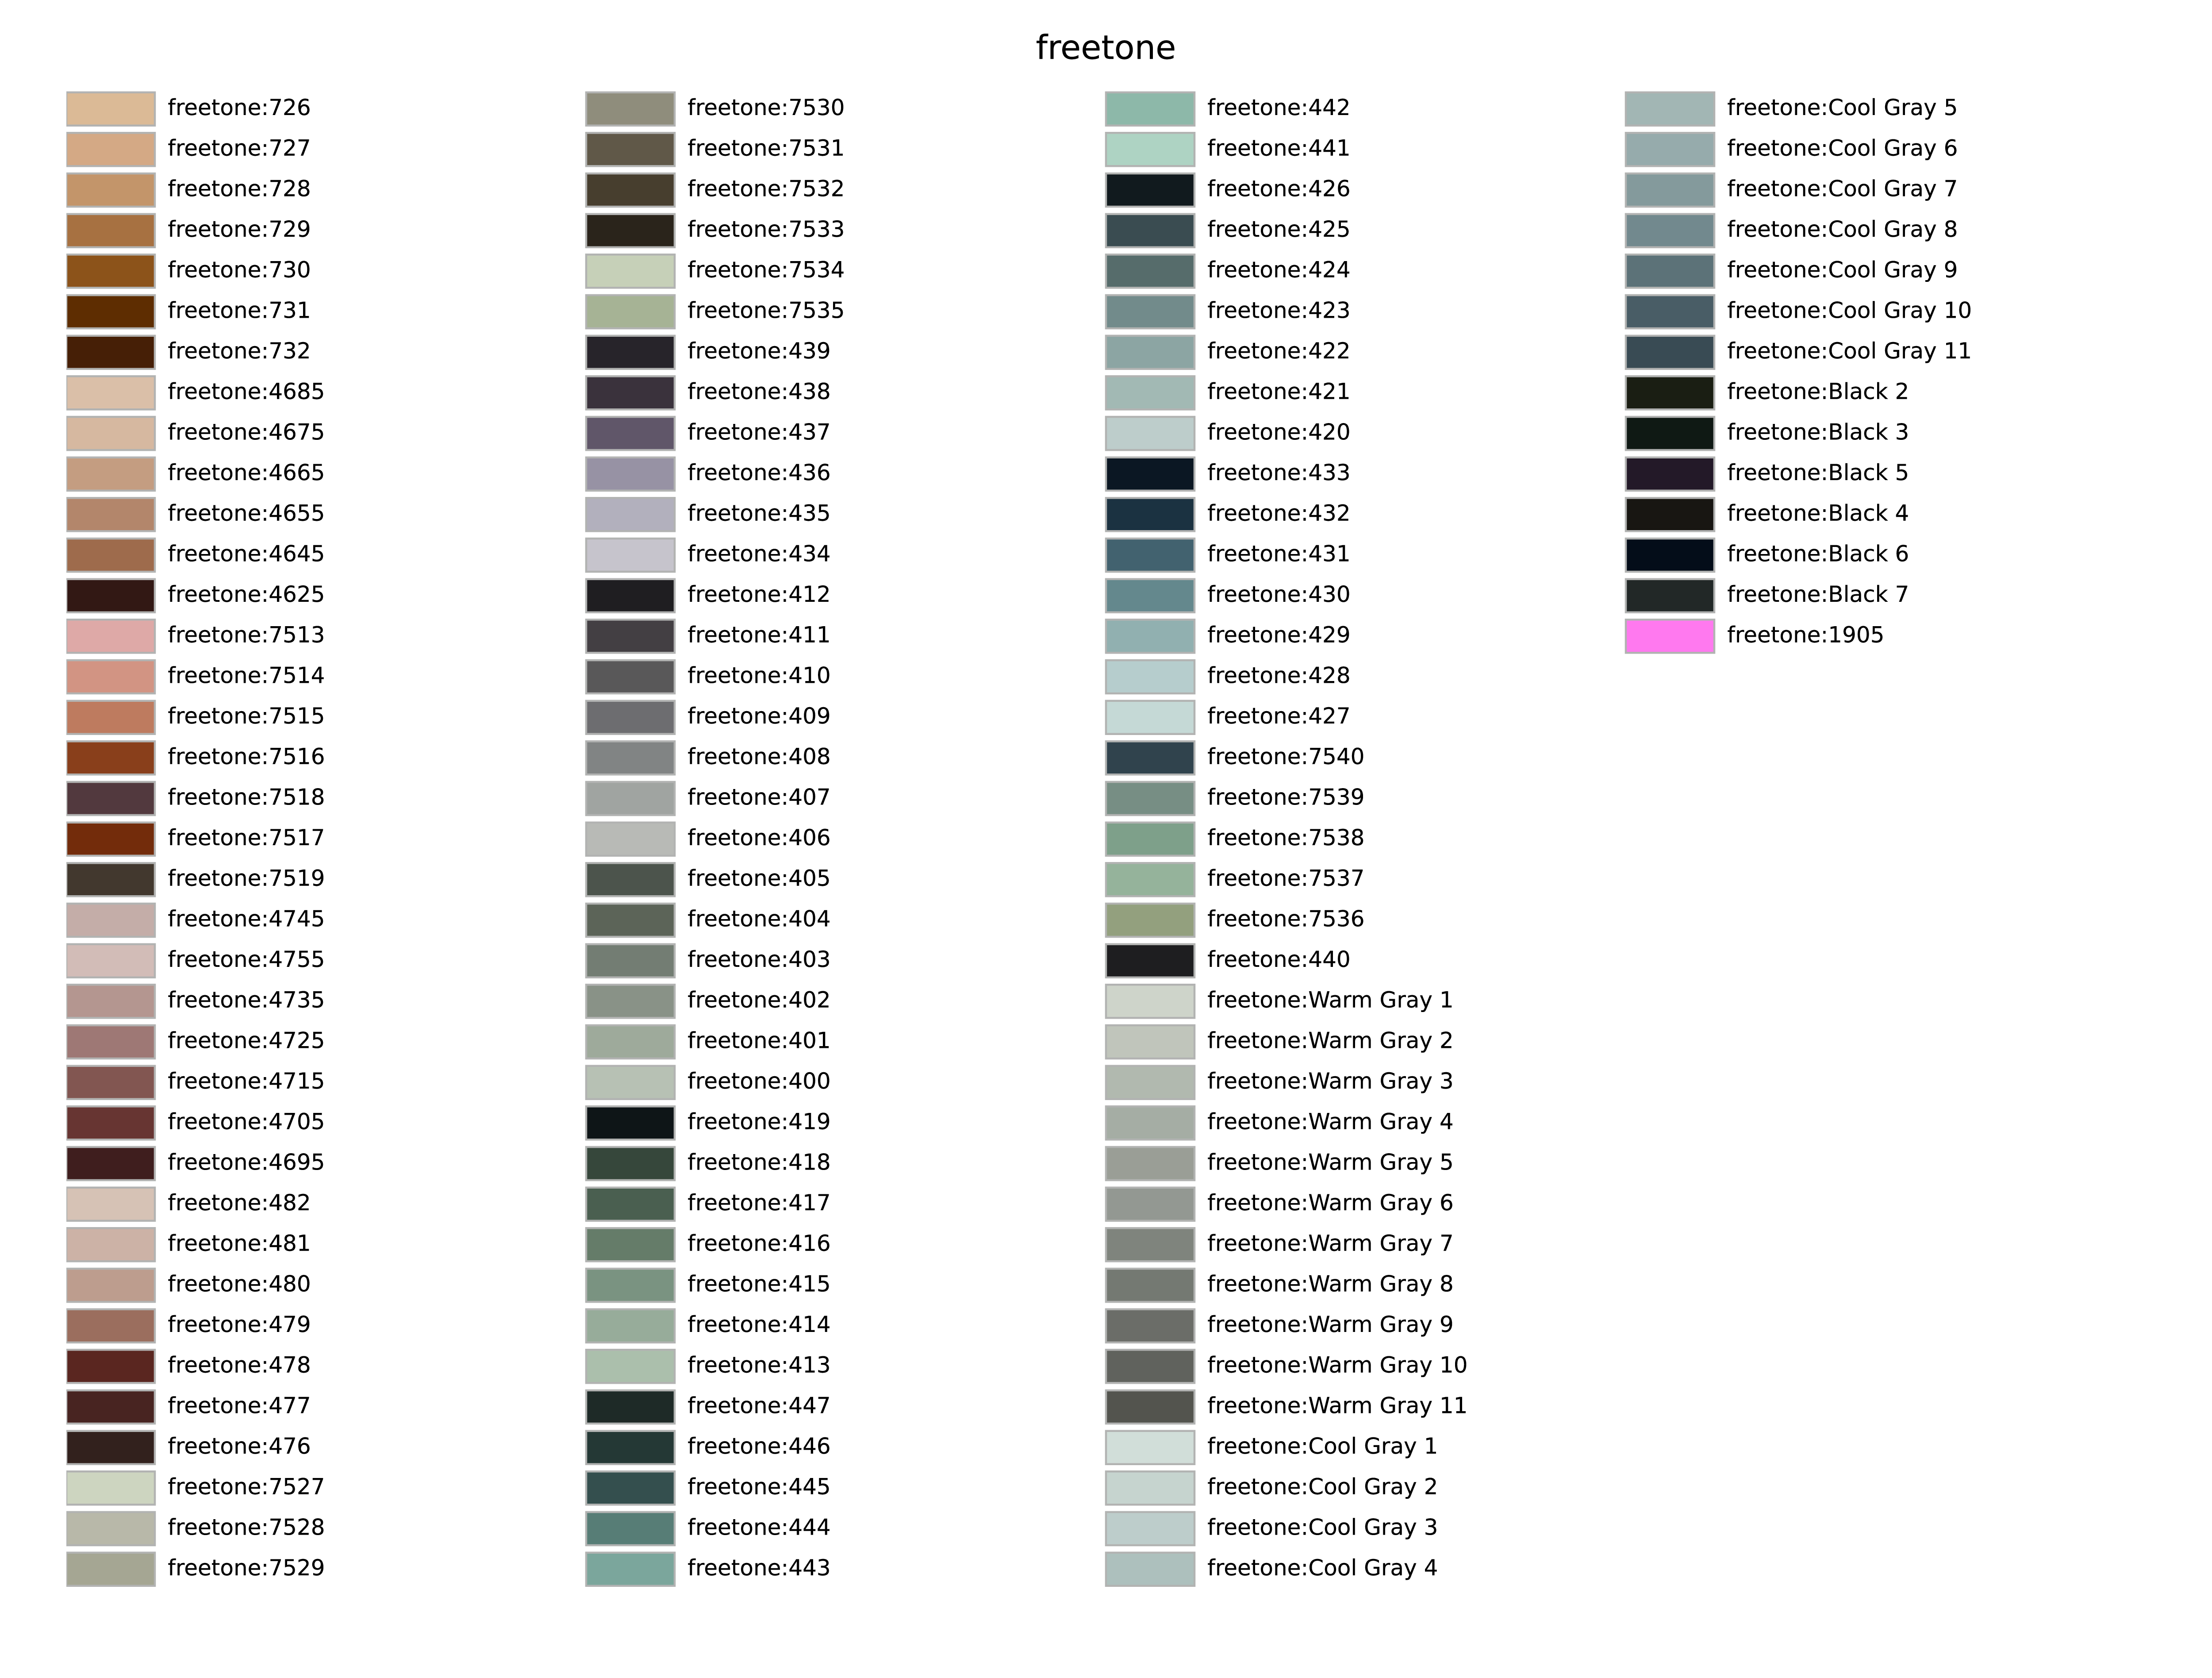 freetone
freetone:726
freetone:727
freetone:728
freetone:729
freetone:730
freetone:731
freetone:732
freetone:4685
freetone:4675
freetone:4665
freetone:4655
freetone:4645
freetone:4625
freetone:7513
freetone:7514
freetone:7515
freetone:7516
freetone:7518
freetone:7517
freetone:7519
freetone:4745
freetone:4755
freetone:4735
freetone:4725
freetone:4715
freetone:4705
freetone:4695
freetone:482
freetone:481
freetone:480
freetone:479
freetone:478
freetone:477
freetone:476
freetone:7527
freetone:7528
freetone:7529
freetone:7530
freetone:7531
freetone:7532
freetone:7533
freetone:7534
freetone:7535
freetone:439
freetone:438
freetone:437
freetone:436
freetone:435
freetone:434
freetone:412
freetone:411
freetone:410
freetone:409
freetone:408
freetone:407
freetone:406
freetone:405
freetone:404
freetone:403
freetone:402
freetone:401
freetone:400
freetone:419
freetone:418
freetone:417
freetone:416
freetone:415
freetone:414
freetone:413
freetone:447
freetone:446
freetone:445
freetone:444
freetone:443
freetone:442
freetone:441
freetone:426
freetone:425
freetone:424
freetone:423
freetone:422
freetone:421
freetone:420
freetone:433
freetone:432
freetone:431
freetone:430
freetone:429
freetone:428
freetone:427
freetone:7540
freetone:7539
freetone:7538
freetone:7537
freetone:7536
freetone:440
freetone:Warm Gray 1
freetone:Warm Gray 2
freetone:Warm Gray 3
freetone:Warm Gray 4
freetone:Warm Gray 5
freetone:Warm Gray 6
freetone:Warm Gray 7
freetone:Warm Gray 8
freetone:Warm Gray 9
freetone:Warm Gray 10
freetone:Warm Gray 11
freetone:Cool Gray 1
freetone:Cool Gray 2
freetone:Cool Gray 3
freetone:Cool Gray 4
freetone:Cool Gray 5
freetone:Cool Gray 6
freetone:Cool Gray 7
freetone:Cool Gray 8
freetone:Cool Gray 9
freetone:Cool Gray 10
freetone:Cool Gray 11
freetone:Black 2
freetone:Black 3
freetone:Black 5
freetone:Black 4
freetone:Black 6
freetone:Black 7
freetone:1905